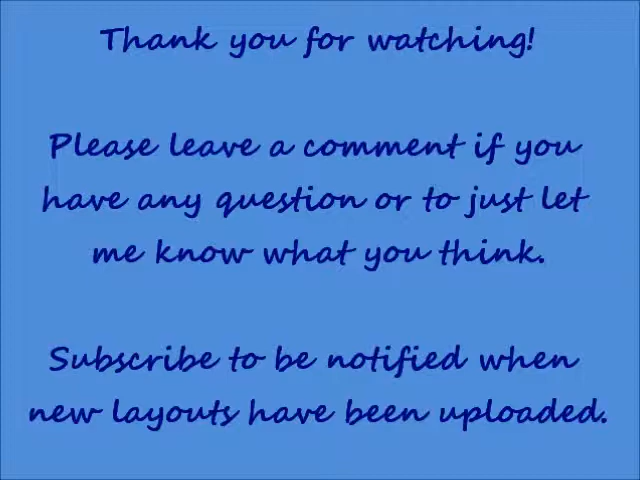 Thank you for watching!
Please leave a comment if you
have any question or to just let
me know what you think.
Subscribe to be notified when
new layouts have been uploaded.